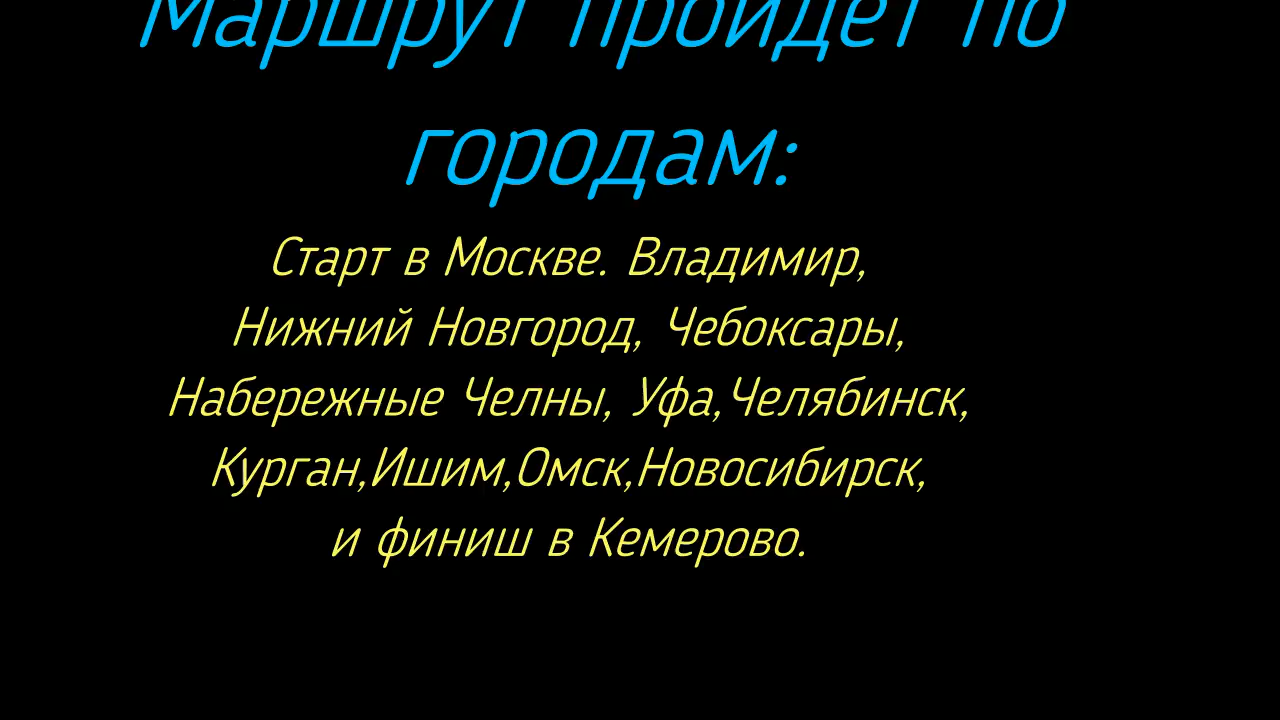 Маршрут пройдет по
городам:
Старт в Москве. Владимир,
Нижний Новгород, Чебоксары,
Набережные Челны, Уфа,Челябинск,
Курган,Ишим,Омск,Новосибирск,
и финиш в Кемерово.